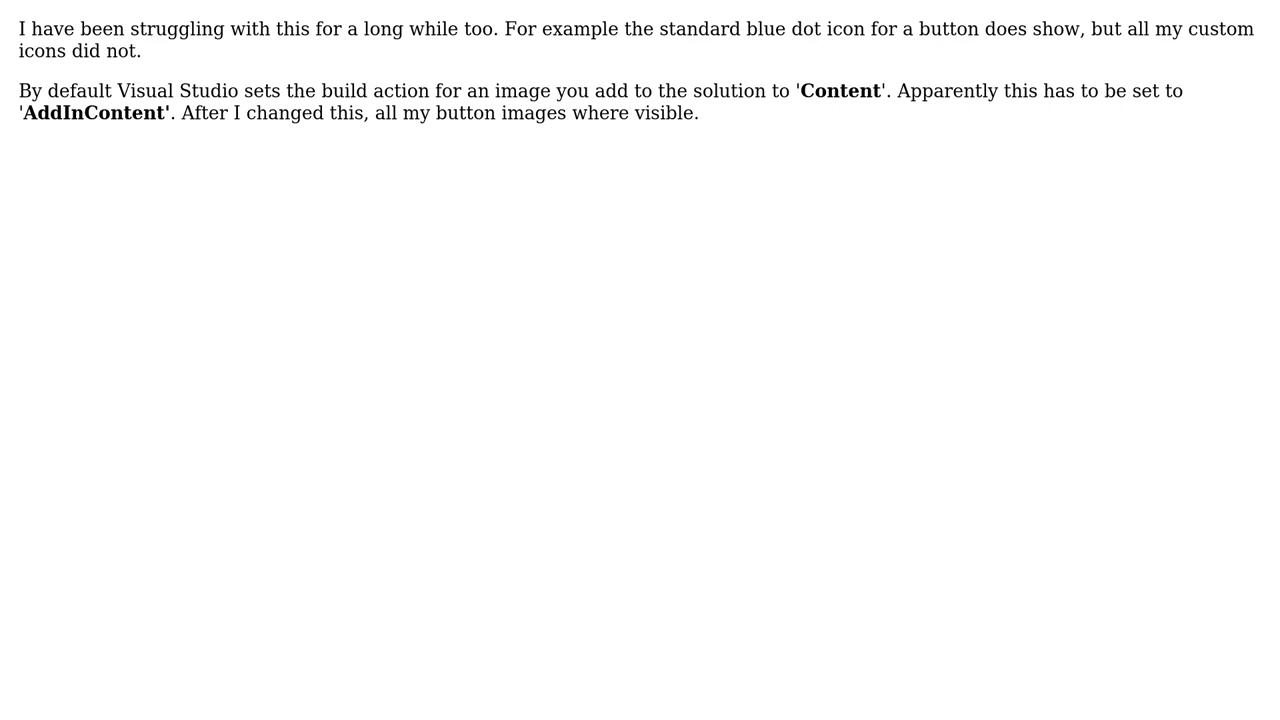 I have been struggling with this for a long while too. For example the standard blue dot icon for a button does show, but all my custom
icons did not.
By default Visual Studio sets the build action for an image you add to the solution to 'Content'. Apparently this has to be set to
'AddInContent'. After I changed this, all my button images where visible.